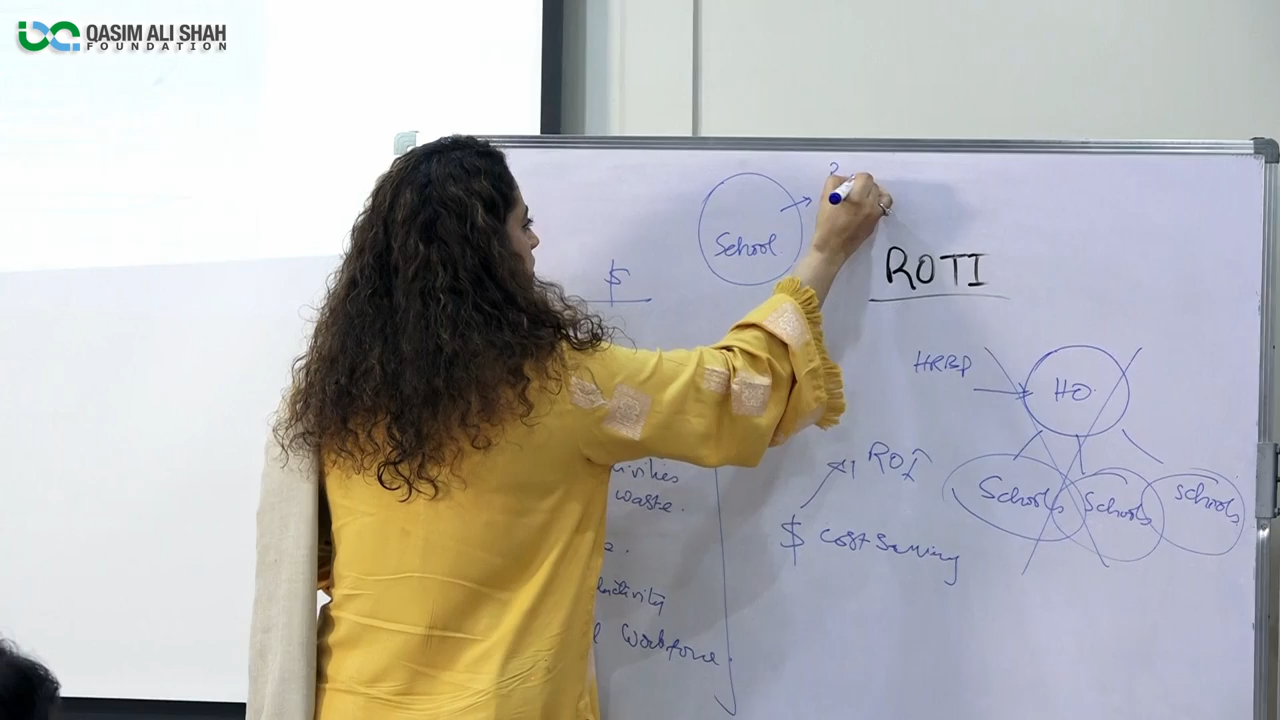 QASIM ALI SHAH
FOUNDATION
School
$
ROTI
HRBP
HO
ROI
Schools
Schools
Schools
waste.
$ Cost Saving
Workforce